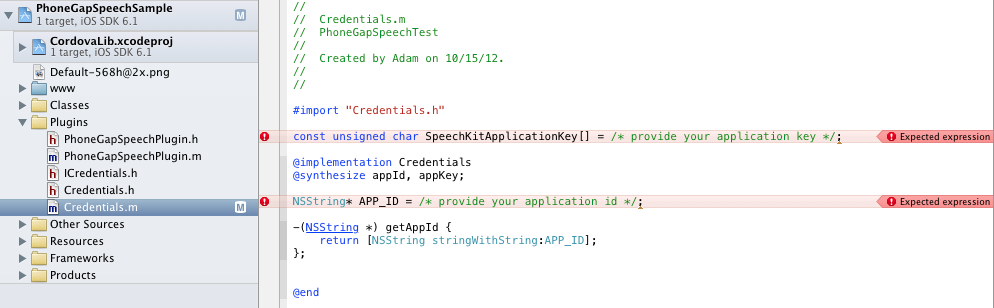 PhoneGapSpeechSample
1 target, iOS SDK 6.1
M
CordovaLib.xcodeproj
1 target, iOS SDK 6.1
Default-568h@2x.png
www
Classes
Plugins
h PhoneGapSpeechPlugin.h
m PhoneGapSpeechPlugin.m
h ICredentials.h
h Credentials.h
m Credentials.m M
Other Sources
Resources
Frameworks
Products
//
//  Credentials.m
//  PhoneGapSpeechTest
//
//  Created by Adam on 10/15/12.
//
//
#import "Credentials.h"
const unsigned char SpeechKitApplicationKey[] = /* provide your application key */; Expected expression
@implementation Credentials
@synthesize appId, appKey;
NSString* APP_ID = /* provide your application id */; Expected expression
-(NSString *) getAppId {
    return [NSString stringWithString:APP_ID];
};
@end